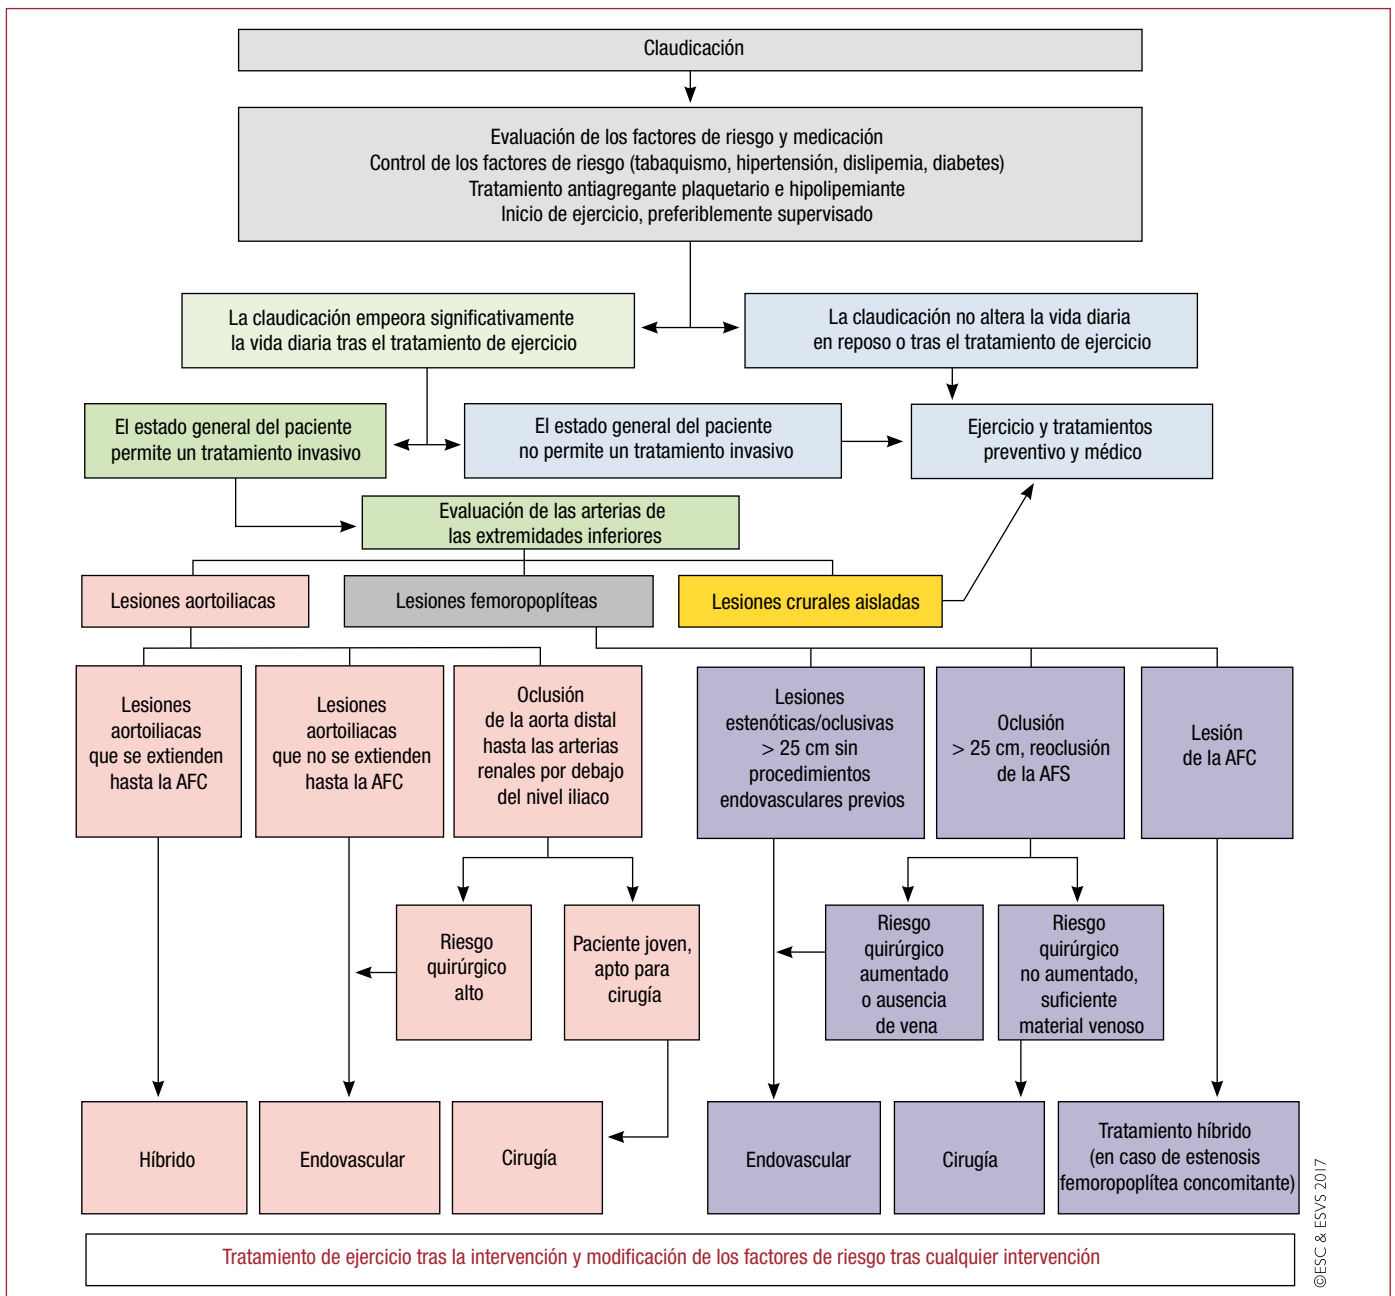 Claudicación
Evaluación de los factores de riesgo y medicación
Control de los factores de riesgo (tabaquismo, hipertensión, dislipemia, diabetes)
Tratamiento antiagregante plaquetario e hipolipemiante
Inicio de ejercicio, preferiblemente supervisado
La claudicación empeora significativamente
la vida diaria tras el tratamiento de ejercicio
La claudicación no altera la vida diaria
en reposo o tras el tratamiento de ejercicio
El estado general del paciente
permite un tratamiento invasivo
El estado general del paciente
no permite un tratamiento invasivo
Ejercicio y tratamientos
preventivo y médico
Evaluación de las arterias de
las extremidades inferiores
Lesiones aortoiliacas
Lesiones femoropoplíteas
Lesiones crurales aisladas
Lesiones
aortoiliacas
que se extienden
hasta la AFC
Lesiones
aortoiliacas
que no se extienden
hasta la AFC
Oclusión
de la aorta distal
hasta las arterias
renales por debajo
del nivel iliaco
Lesiones
estenóticas/oclusivas
> 25 cm sin
procedimientos
endovasculares previos
Oclusión
> 25 cm, reoclusión
de la AFS
Lesión
de la AFC
Riesgo
quirúrgico
alto
Paciente joven,
apto para
cirugía
Riesgo
quirúrgico
aumentado
o ausencia
de vena
Riesgo
quirúrgico
no aumentado,
suficiente
material venoso
Híbrido
Endovascular
Cirugía
Endovascular
Cirugía
Tratamiento híbrido
(en caso de estenosis
femoropoplítea concomitante)
Tratamiento de ejercicio tras la intervención y modificación de los factores de riesgo tras cualquier intervención
©ESC & ESVS 2017